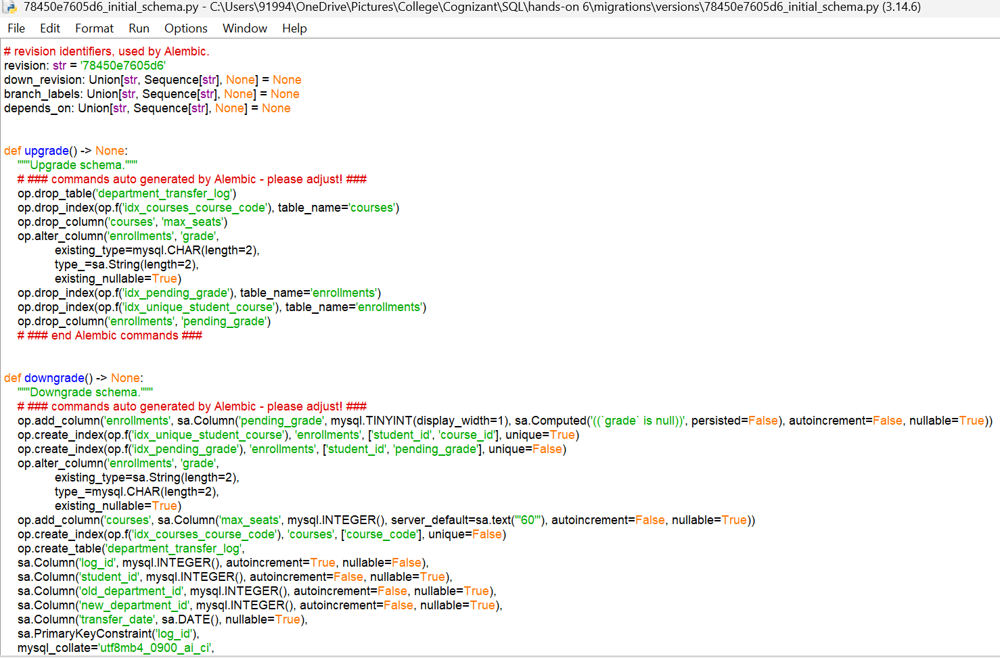 78450e7605d6_initial_schema.py - C:\Users\91994\OneDrive\Pictures\College\Cognizant\SQL\hands-on 6\migrations\versions\78450e7605d6_initial_schema.py (3.14.6)
File Edit Format Run Options Window Help
# revision identifiers, used by Alembic.
revision: str = '78450e7605d6'
down_revision: Union[str, Sequence[str], None] = None
branch_labels: Union[str, Sequence[str], None] = None
depends_on: Union[str, Sequence[str], None] = None
def upgrade() -> None:
    """Upgrade schema."""
    # ### commands auto generated by Alembic - please adjust! ###
    op.drop_table('department_transfer_log')
    op.drop_index(op.f('idx_courses_course_code'), table_name='courses')
    op.drop_column('courses', 'max_seats')
    op.alter_column('enrollments', 'grade',
               existing_type=mysql.CHAR(length=2),
               type_=sa.String(length=2),
               existing_nullable=True)
    op.drop_index(op.f('idx_pending_grade'), table_name='enrollments')
    op.drop_index(op.f('idx_unique_student_course'), table_name='enrollments')
    op.drop_column('enrollments', 'pending_grade')
    # ### end Alembic commands ###
def downgrade() -> None:
    """Downgrade schema."""
    # ### commands auto generated by Alembic - please adjust! ###
    op.add_column('enrollments', sa.Column('pending_grade', mysql.TINYINT(display_width=1), sa.Computed('((`grade` is null))', persisted=False), autoincrement=False, nullable=True))
    op.create_index(op.f('idx_unique_student_course'), 'enrollments', ['student_id', 'course_id'], unique=True)
    op.create_index(op.f('idx_pending_grade'), 'enrollments', ['student_id', 'pending_grade'], unique=False)
    op.alter_column('enrollments', 'grade',
               existing_type=sa.String(length=2),
               type_=mysql.CHAR(length=2),
               existing_nullable=True)
    op.add_column('courses', sa.Column('max_seats', mysql.INTEGER(), server_default=sa.text("'60'"), autoincrement=False, nullable=True))
    op.create_index(op.f('idx_courses_course_code'), 'courses', ['course_code'], unique=False)
    op.create_table('department_transfer_log',
    sa.Column('log_id', mysql.INTEGER(), autoincrement=True, nullable=False),
    sa.Column('student_id', mysql.INTEGER(), autoincrement=False, nullable=True),
    sa.Column('old_department_id', mysql.INTEGER(), autoincrement=False, nullable=True),
    sa.Column('new_department_id', mysql.INTEGER(), autoincrement=False, nullable=True),
    sa.Column('transfer_date', sa.DATE(), nullable=True),
    sa.PrimaryKeyConstraint('log_id'),
    mysql_collate='utf8mb4_0900_ai_ci',